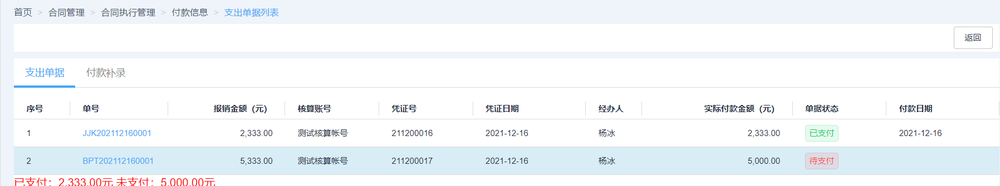 首页 > 合同管理 > 合同执行管理 > 付款信息 > 支出单据列表
返回
支出单据 付款补录
序号 单号 报销金额（元） 核算账号 凭证号 凭证日期 经办人 实际付款金额（元） 单据状态 付款日期
1 JJK202112160001 2,333.00 测试核算帐号 211200016 2021-12-16 杨冰 2,333.00 已支付 2021-12-16
2 BPT202112160001 5,333.00 测试核算帐号 211200017 2021-12-16 杨冰 5,000.00 待支付
已支付：2,333.00元 未支付：5,000.00元